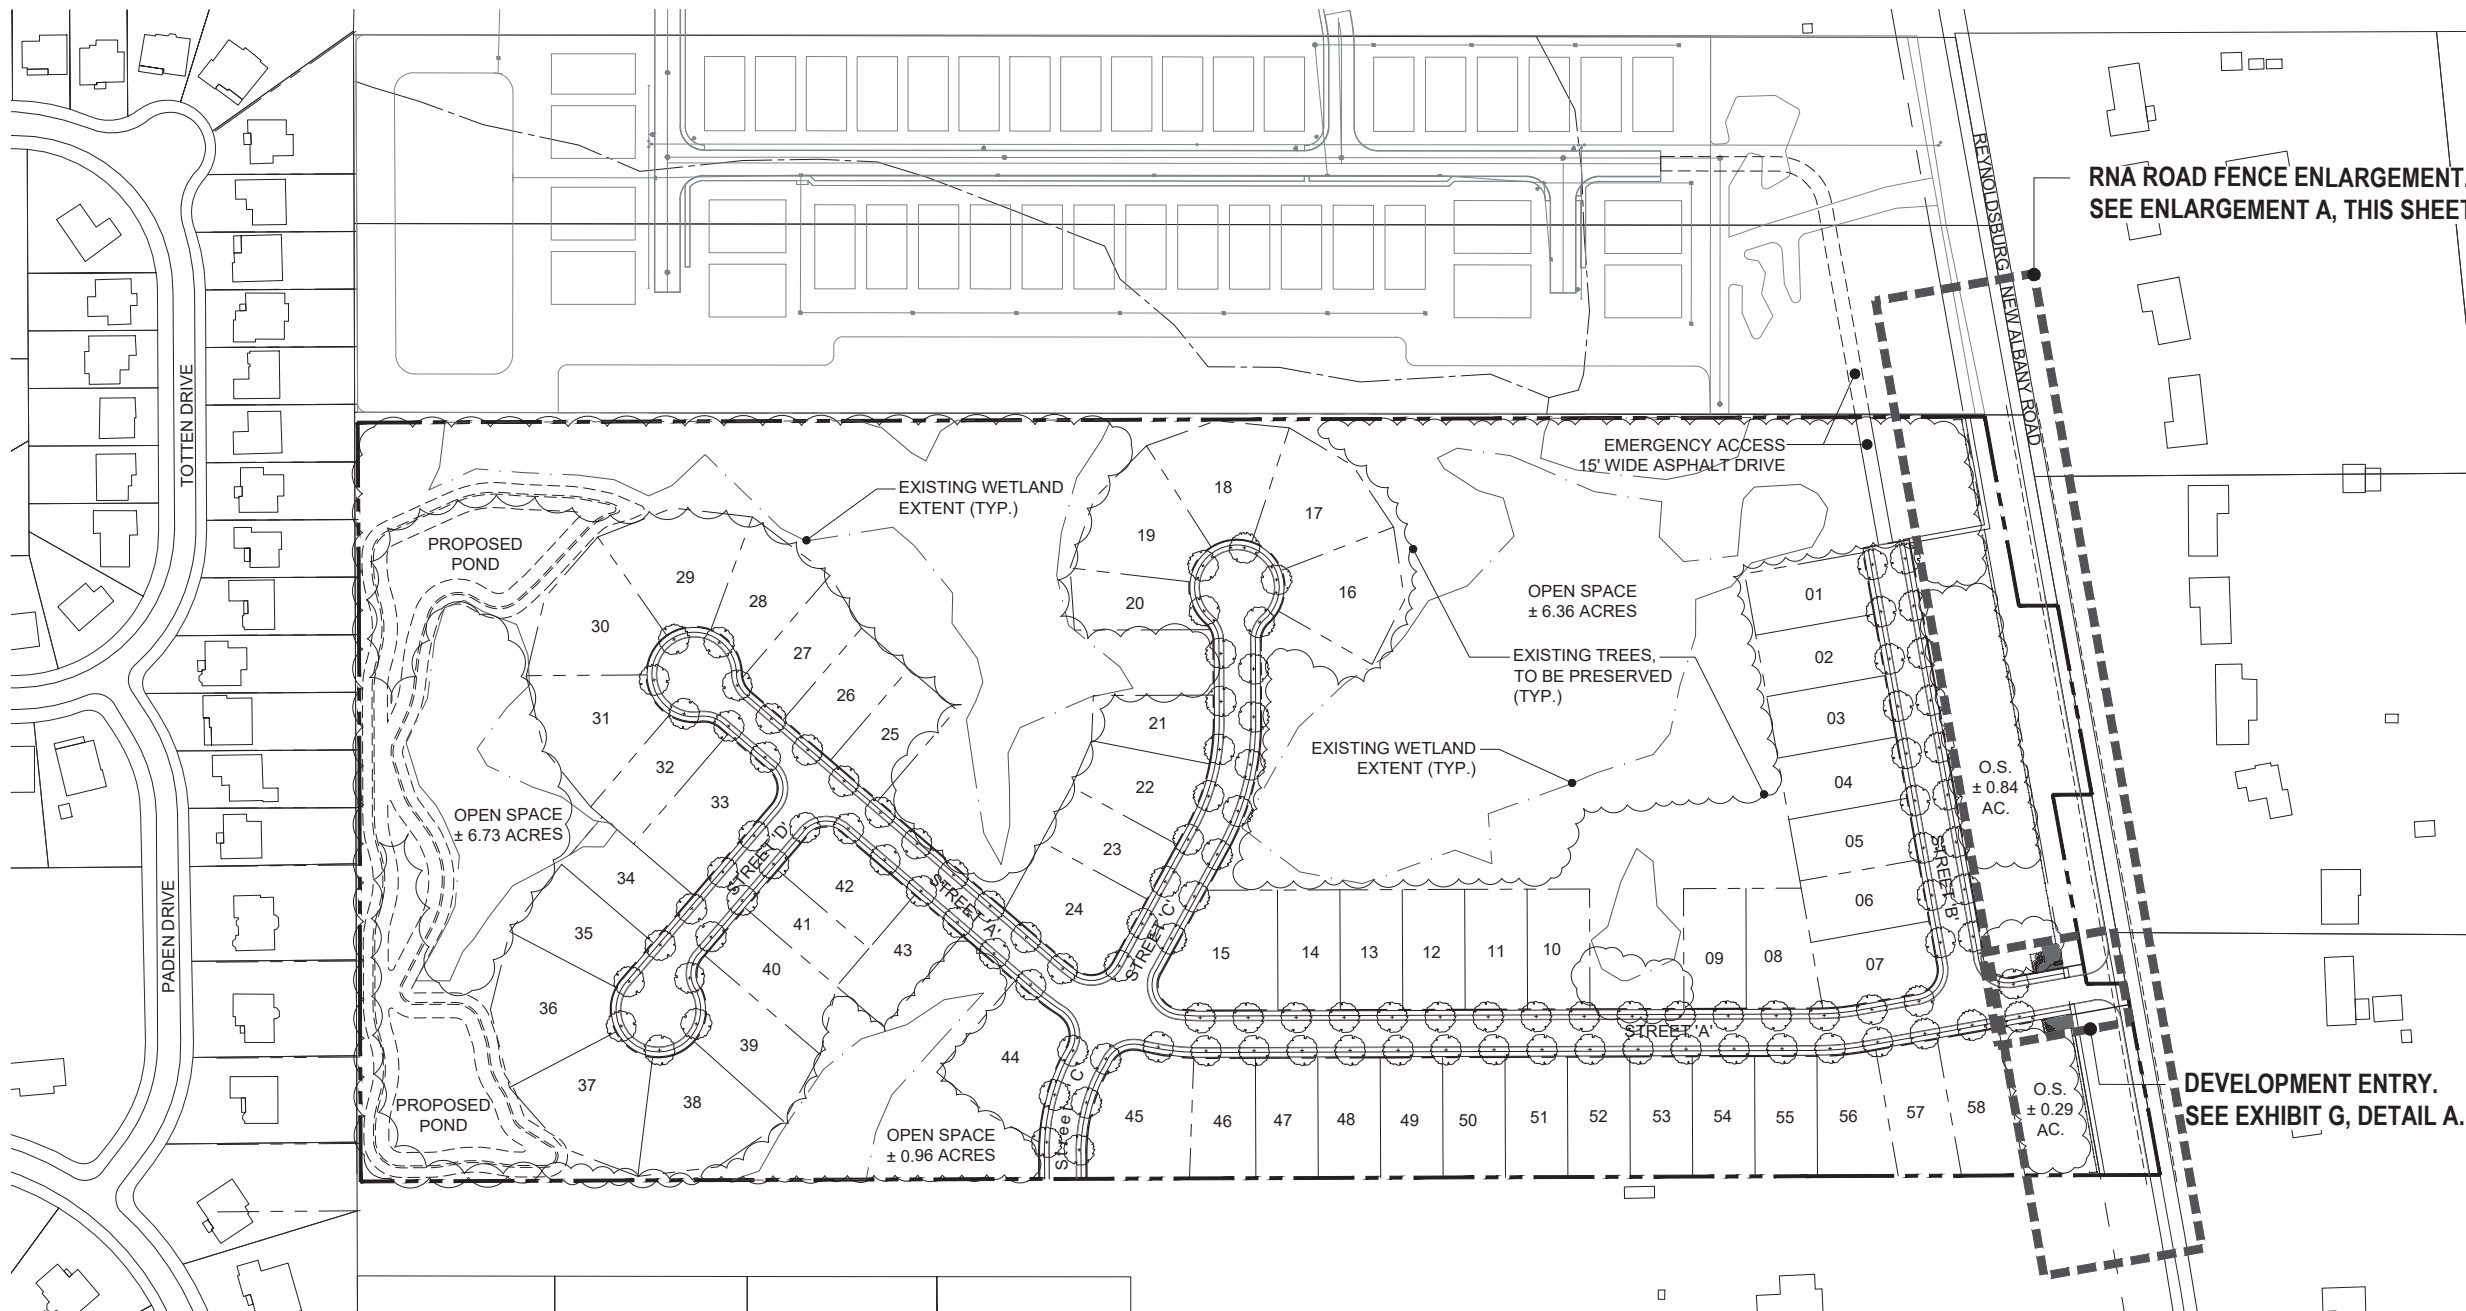 RNA ROAD FENCE ENLARGEMENT.
SEE ENLARGEMENT A, THIS SHEET
REYNOLDSBURG NEW ALBANY ROAD
TOTTEN DRIVE
PADEN DRIVE
EMERGENCY ACCESS
15' WIDE ASPHALT DRIVE
EXISTING WETLAND
EXTENT (TYP.)
PROPOSED
POND
18
17
19
16
20
29
28
30
27
31
26
25
32
33
21
22
23
24
OPEN SPACE
± 6.36 ACRES
EXISTING TREES,
TO BE PRESERVED
(TYP.)
EXISTING WETLAND
EXTENT (TYP.)
01
02
03
04
05
06
07
O.S.
± 0.84
AC.
OPEN SPACE
± 6.73 ACRES
STREET 'D'
STREET 'A'
STREET 'C'
STREET 'B'
34
42
41
35
40
43
36
39
37
38
15
14
13
12
11
10
09
08
STREET 'A'
44
Street 'C'
PROPOSED
POND
OPEN SPACE
± 0.96 ACRES
45
46
47
48
49
50
51
52
53
54
55
56
57
58
O.S.
± 0.29
AC.
DEVELOPMENT ENTRY.
SEE EXHIBIT G, DETAIL A.